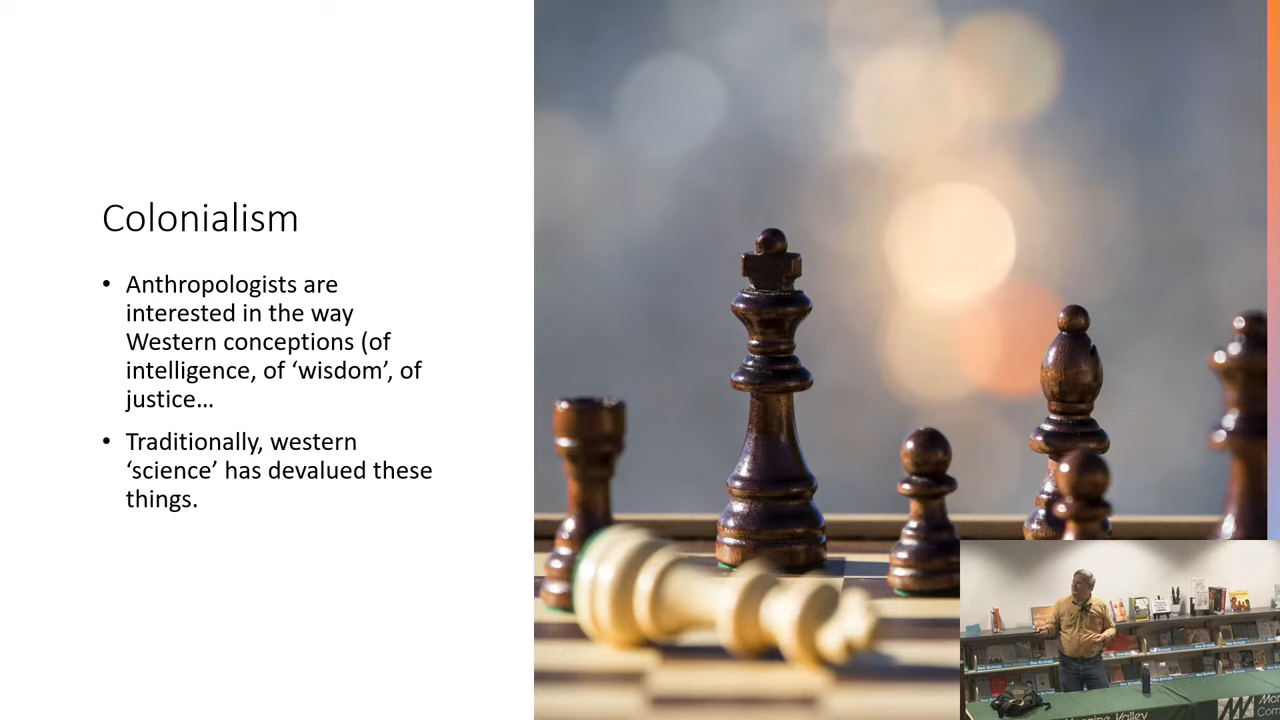 Colonialism
• Anthropologists are
interested in the way
Western conceptions (of
intelligence, of ‘wisdom’, of
justice…
• Traditionally, western
‘science’ has devalued these
things.
Valley